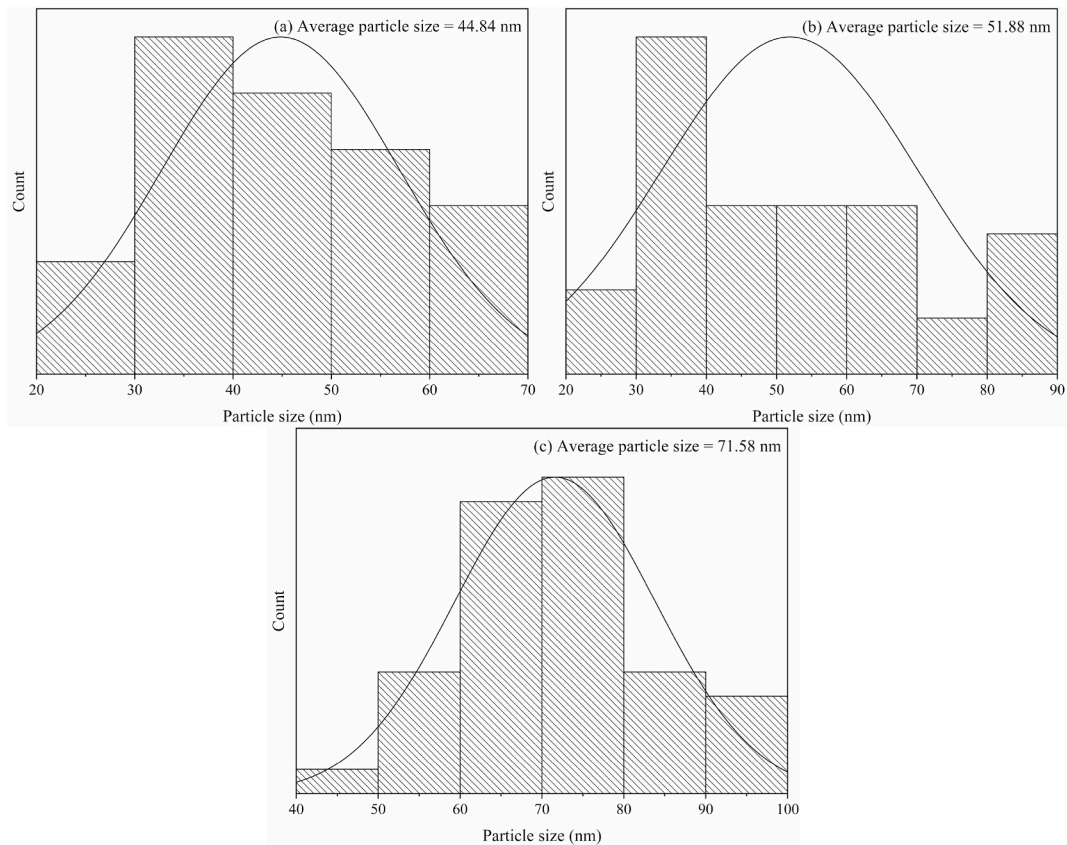 (a) Average particle size = 44.84 nm
Count
20 30 40 50 60 70
Particle size (nm)
(b) Average particle size = 51.88 nm
Count
20 30 40 50 60 70 80 90
Particle size (nm)
(c) Average particle size = 71.58 nm
Count
40 50 60 70 80 90 100
Particle size (nm)